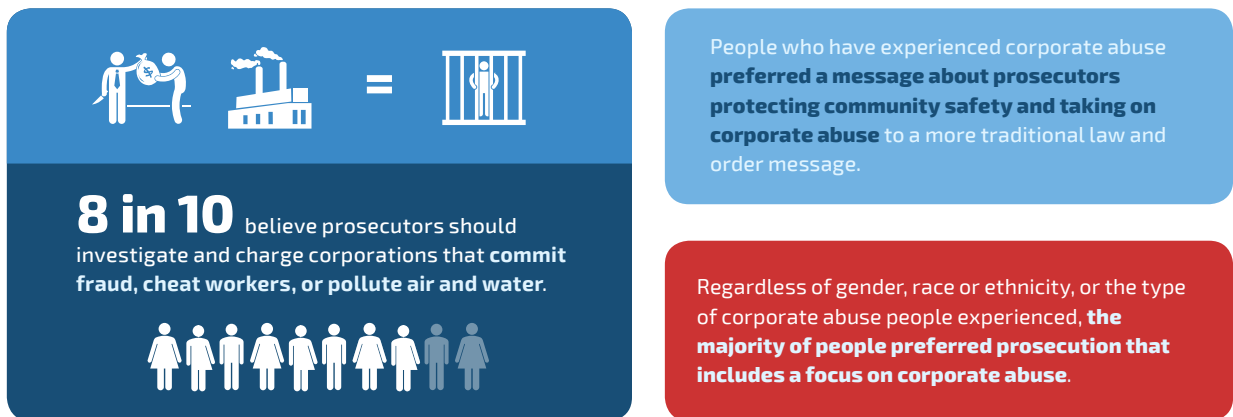 $
=
8 in 10 believe prosecutors should
investigate and charge corporations that commit
fraud, cheat workers, or pollute air and water.
People who have experienced corporate abuse
preferred a message about prosecutors
protecting community safety and taking on
corporate abuse to a more traditional law and
order message.
Regardless of gender, race or ethnicity, or the type
of corporate abuse people experienced, the
majority of people preferred prosecution that
includes a focus on corporate abuse.